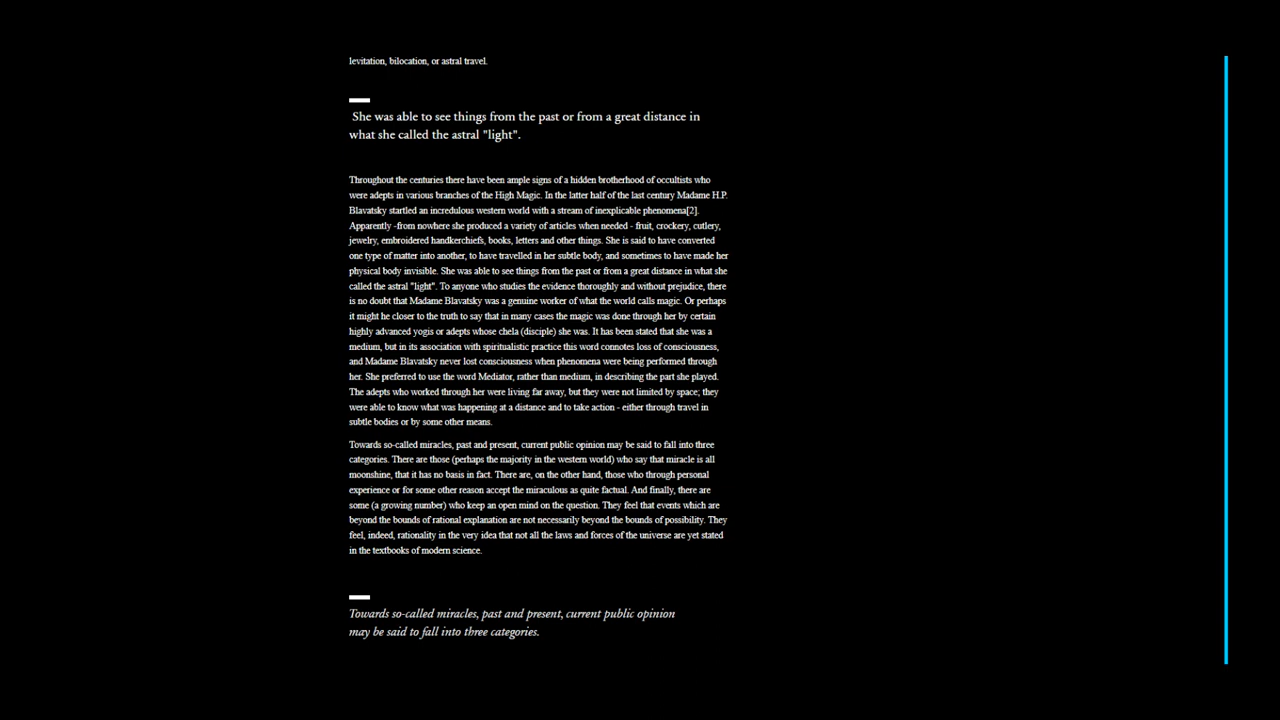 levitation, bilocation, or astral travel.
She was able to see things from the past or from a great distance in
what she called the astral "light".
Throughout the centuries there have been ample signs of a hidden brotherhood of occultists who
were adepts in various branches of the High Magic. In the latter half of the last century Madame H.P.
Blavatsky startled an incredulous western world with a stream of inexplicable phenomena[2].
Apparently -from nowhere she produced a variety of articles when needed - fruit, crockery, cutlery,
jewelry, embroidered handkerchiefs, books, letters and other things. She is said to have converted
one type of matter into another, to have travelled in her subtle body, and sometimes to have made her
physical body invisible. She was able to see things from the past or from a great distance in what she
called the astral "light". To anyone who studies the evidence thoroughly and without prejudice, there
is no doubt that Madame Blavatsky was a genuine worker of what the world calls magic. Or perhaps
it might he closer to the truth to say that in many cases the magic was done through her by certain
highly advanced yogis or adepts whose chela (disciple) she was. It has been stated that she was a
medium, but in its association with spiritualistic practice this word connotes loss of consciousness,
and Madame Blavatsky never lost consciousness when phenomena were being performed through
her. She preferred to use the word Mediator, rather than medium, in describing the part she played.
The adepts who worked through her were living far away, but they were not limited by space; they
were able to know what was happening at a distance and to take action - either through travel in
subtle bodies or by some other means.
Towards so-called miracles, past and present, current public opinion may be said to fall into three
categories. There are those (perhaps the majority in the western world) who say that miracle is all
moonshine, that it has no basis in fact. There are, on the other hand, those who through personal
experience or for some other reason accept the miraculous as quite factual. And finally, there are
some (a growing number) who keep an open mind on the question. They feel that events which are
beyond the bounds of rational explanation are not necessarily beyond the bounds of possibility. They
feel, indeed, rationality in the very idea that not all the laws and forces of the universe are yet stated
in the textbooks of modern science.
Towards so-called miracles, past and present, current public opinion
may be said to fall into three categories.